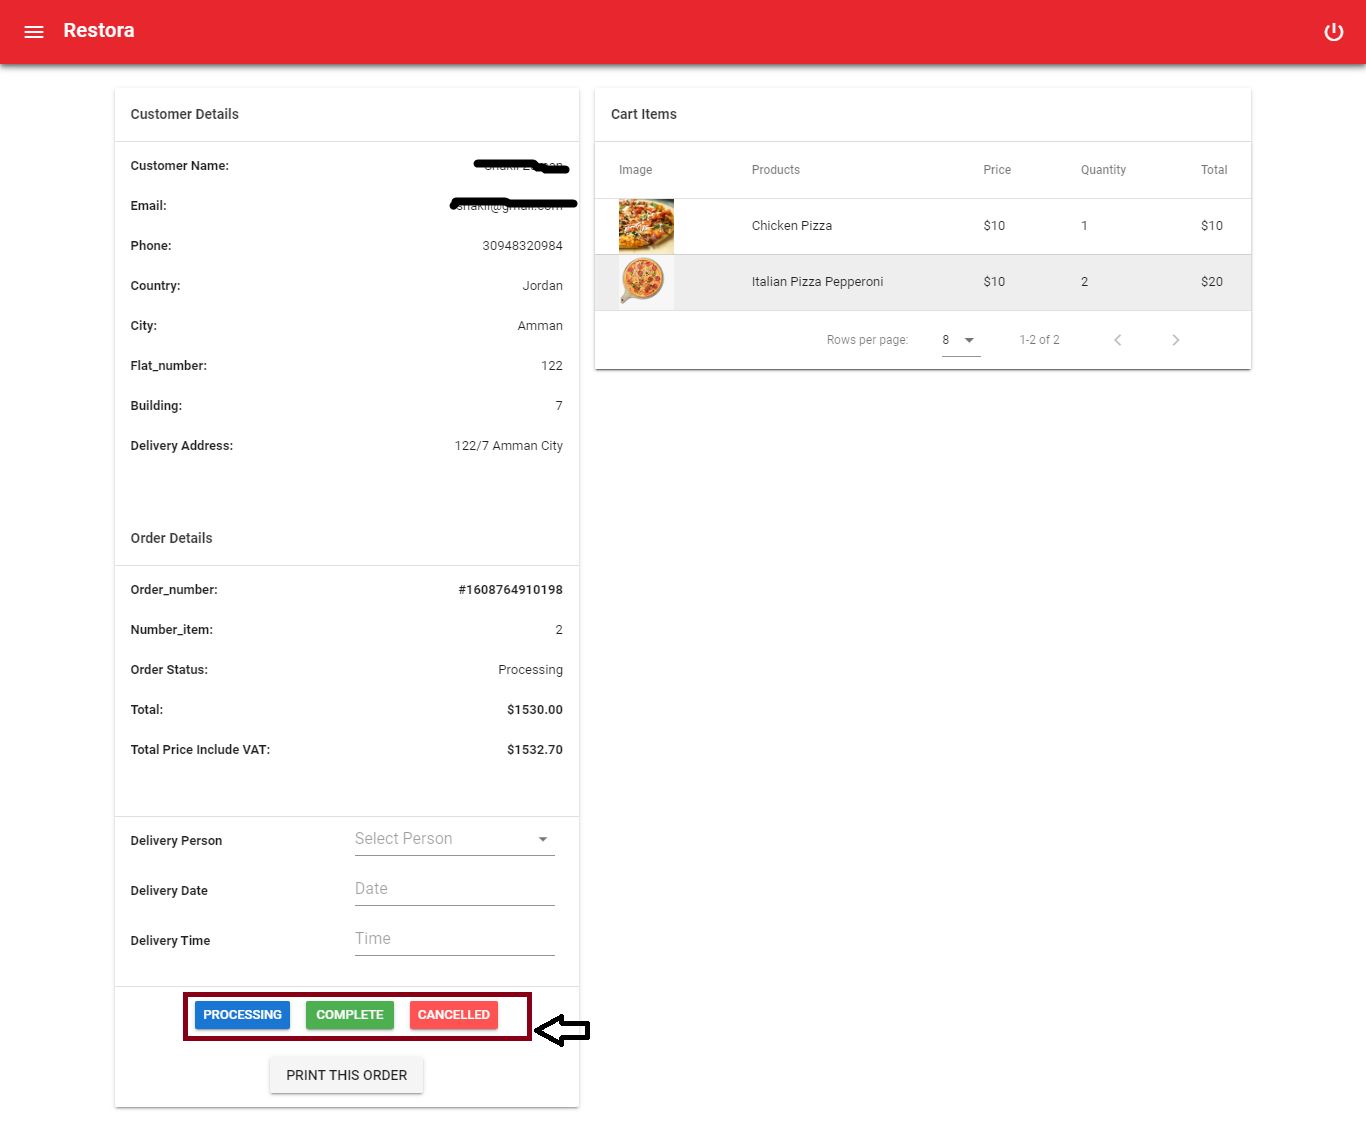 Restora
Customer Details
Customer Name:
Email:
Phone: 30948320984
Country: Jordan
City: Amman
Flat_number: 122
Building: 7
Delivery Address: 122/7 Amman City
Order Details
Order_number: #1608764910198
Number_item: 2
Order Status: Processing
Total: $1530.00
Total Price Include VAT: $1532.70
Delivery Person Select Person
Delivery Date Date
Delivery Time Time
PROCESSING COMPLETE CANCELLED
PRINT THIS ORDER
Cart Items
Image Products Price Quantity Total
Chicken Pizza $10 1 $10
Italian Pizza Pepperoni $10 2 $20
Rows per page: 8 1-2 of 2